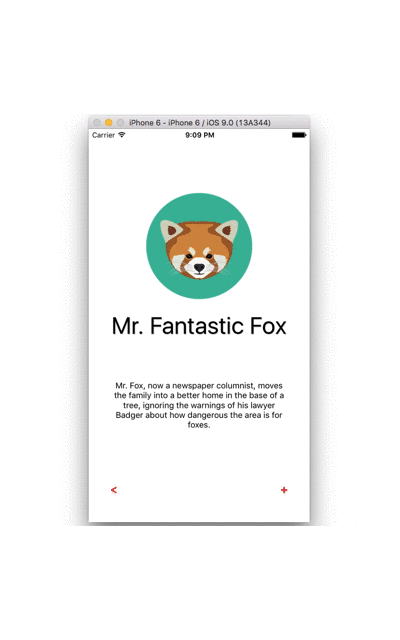 iPhone 6 - iPhone 6 / iOS 9.0 (13A344)
Carrier 9:09 PM
Mr. Fantastic Fox
Mr. Fox, now a newspaper columnist, moves
the family into a better home in the base of a
tree, ignoring the warnings of his lawyer
Badger about how dangerous the area is for
foxes.
< +